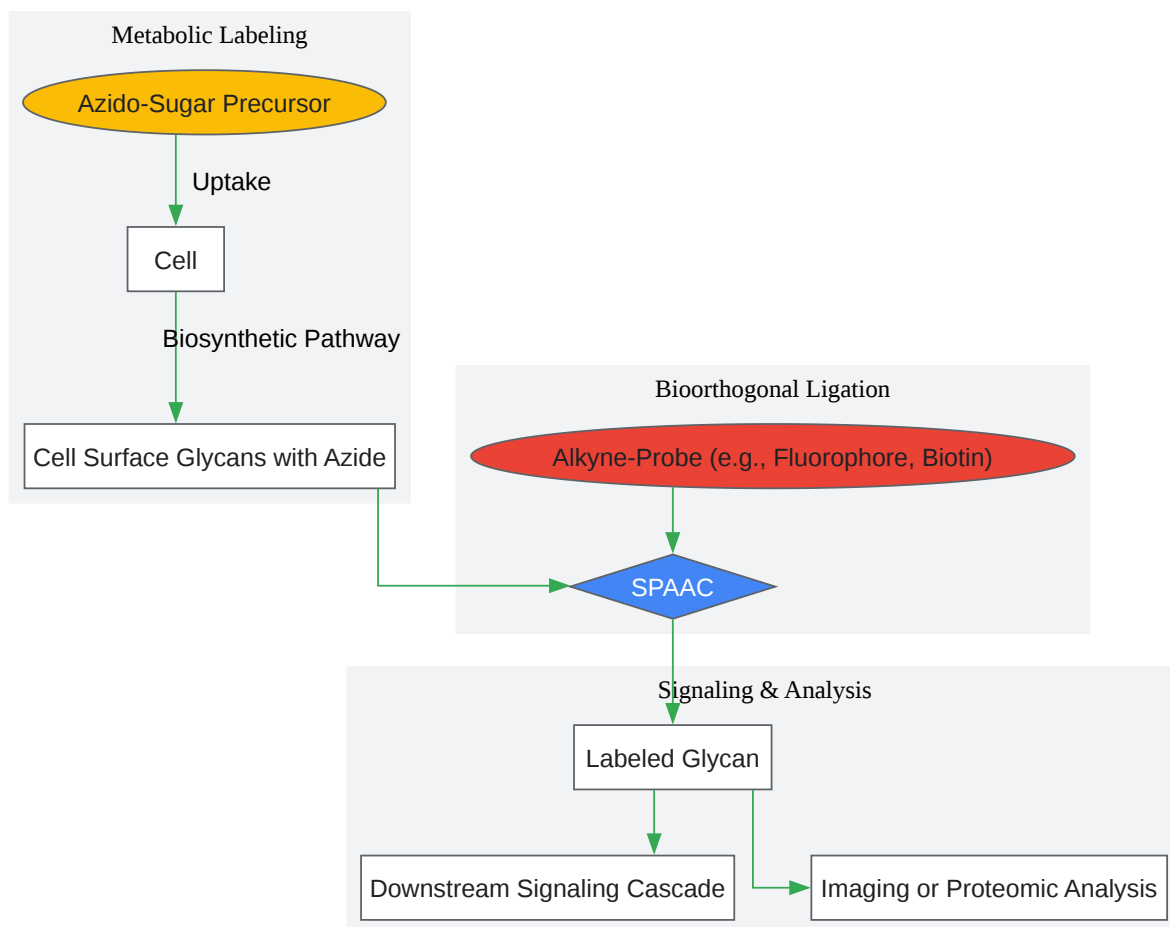 Metabolic Labeling
Azido-Sugar Precursor
Uptake
Cell
Biosynthetic Pathway
Cell Surface Glycans with Azide
Bioorthogonal Ligation
Alkyne-Probe (e.g., Fluorophore, Biotin)
SPAAC
Signaling & Analysis
Labeled Glycan
Downstream Signaling Cascade
Imaging or Proteomic Analysis